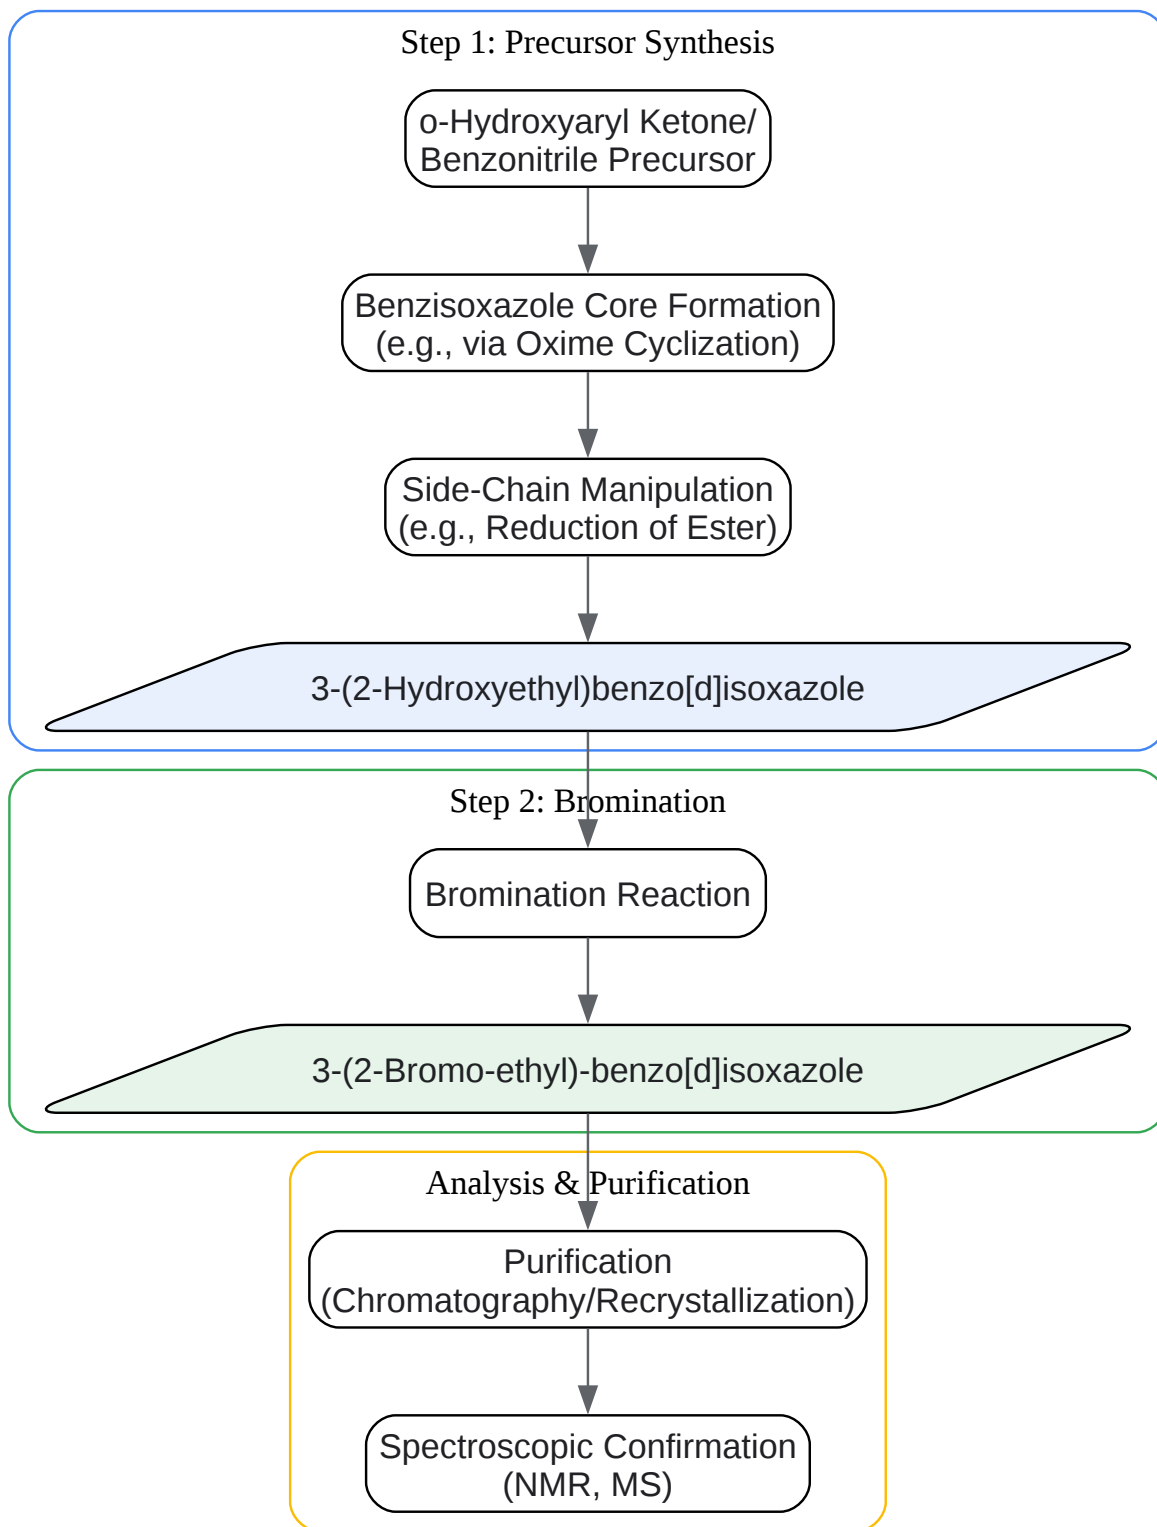 Step 1: Precursor Synthesis
o-Hydroxyaryl Ketone/
Benzonitrile Precursor
Benzisoxazole Core Formation
(e.g., via Oxime Cyclization)
Side-Chain Manipulation
(e.g., Reduction of Ester)
3-(2-Hydroxyethyl)benzo[d]isoxazole
Step 2: Bromination
Bromination Reaction
3-(2-Bromo-ethyl)-benzo[d]isoxazole
Analysis & Purification
Purification
(Chromatography/Recrystallization)
Spectroscopic Confirmation
(NMR, MS)